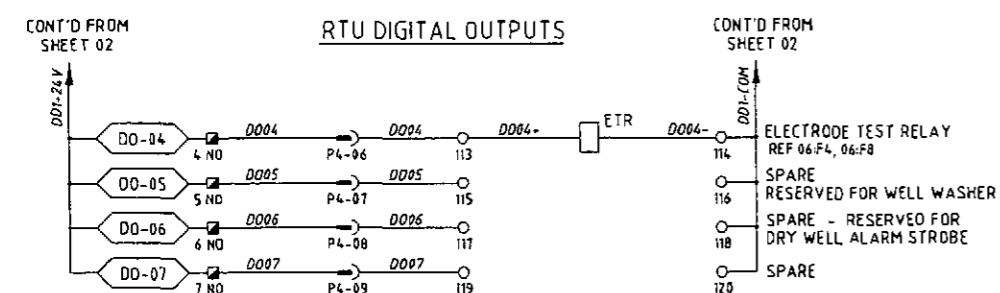 CONT'D FROM
SHEET 02
RTU DIGITAL OUTPUTS
CONT'D FROM
SHEET 02
DD1-24V
DD1-COM
DO-04
4 NO
DO04
P4-06
DO04
113
DO04+
ETR
DO04-
114
ELECTRODE TEST RELAY
REF 06:F4, 06:F8
DO-05
5 NO
DO05
P4-07
DO05
115
116
SPARE
RESERVED FOR WELL WASHER
DO-06
6 NO
DO06
P4-08
DO06
117
118
SPARE - RESERVED FOR
DRY WELL ALARM STROBE
DO-07
7 NO
DO07
P4-09
DO07
119
120
SPARE